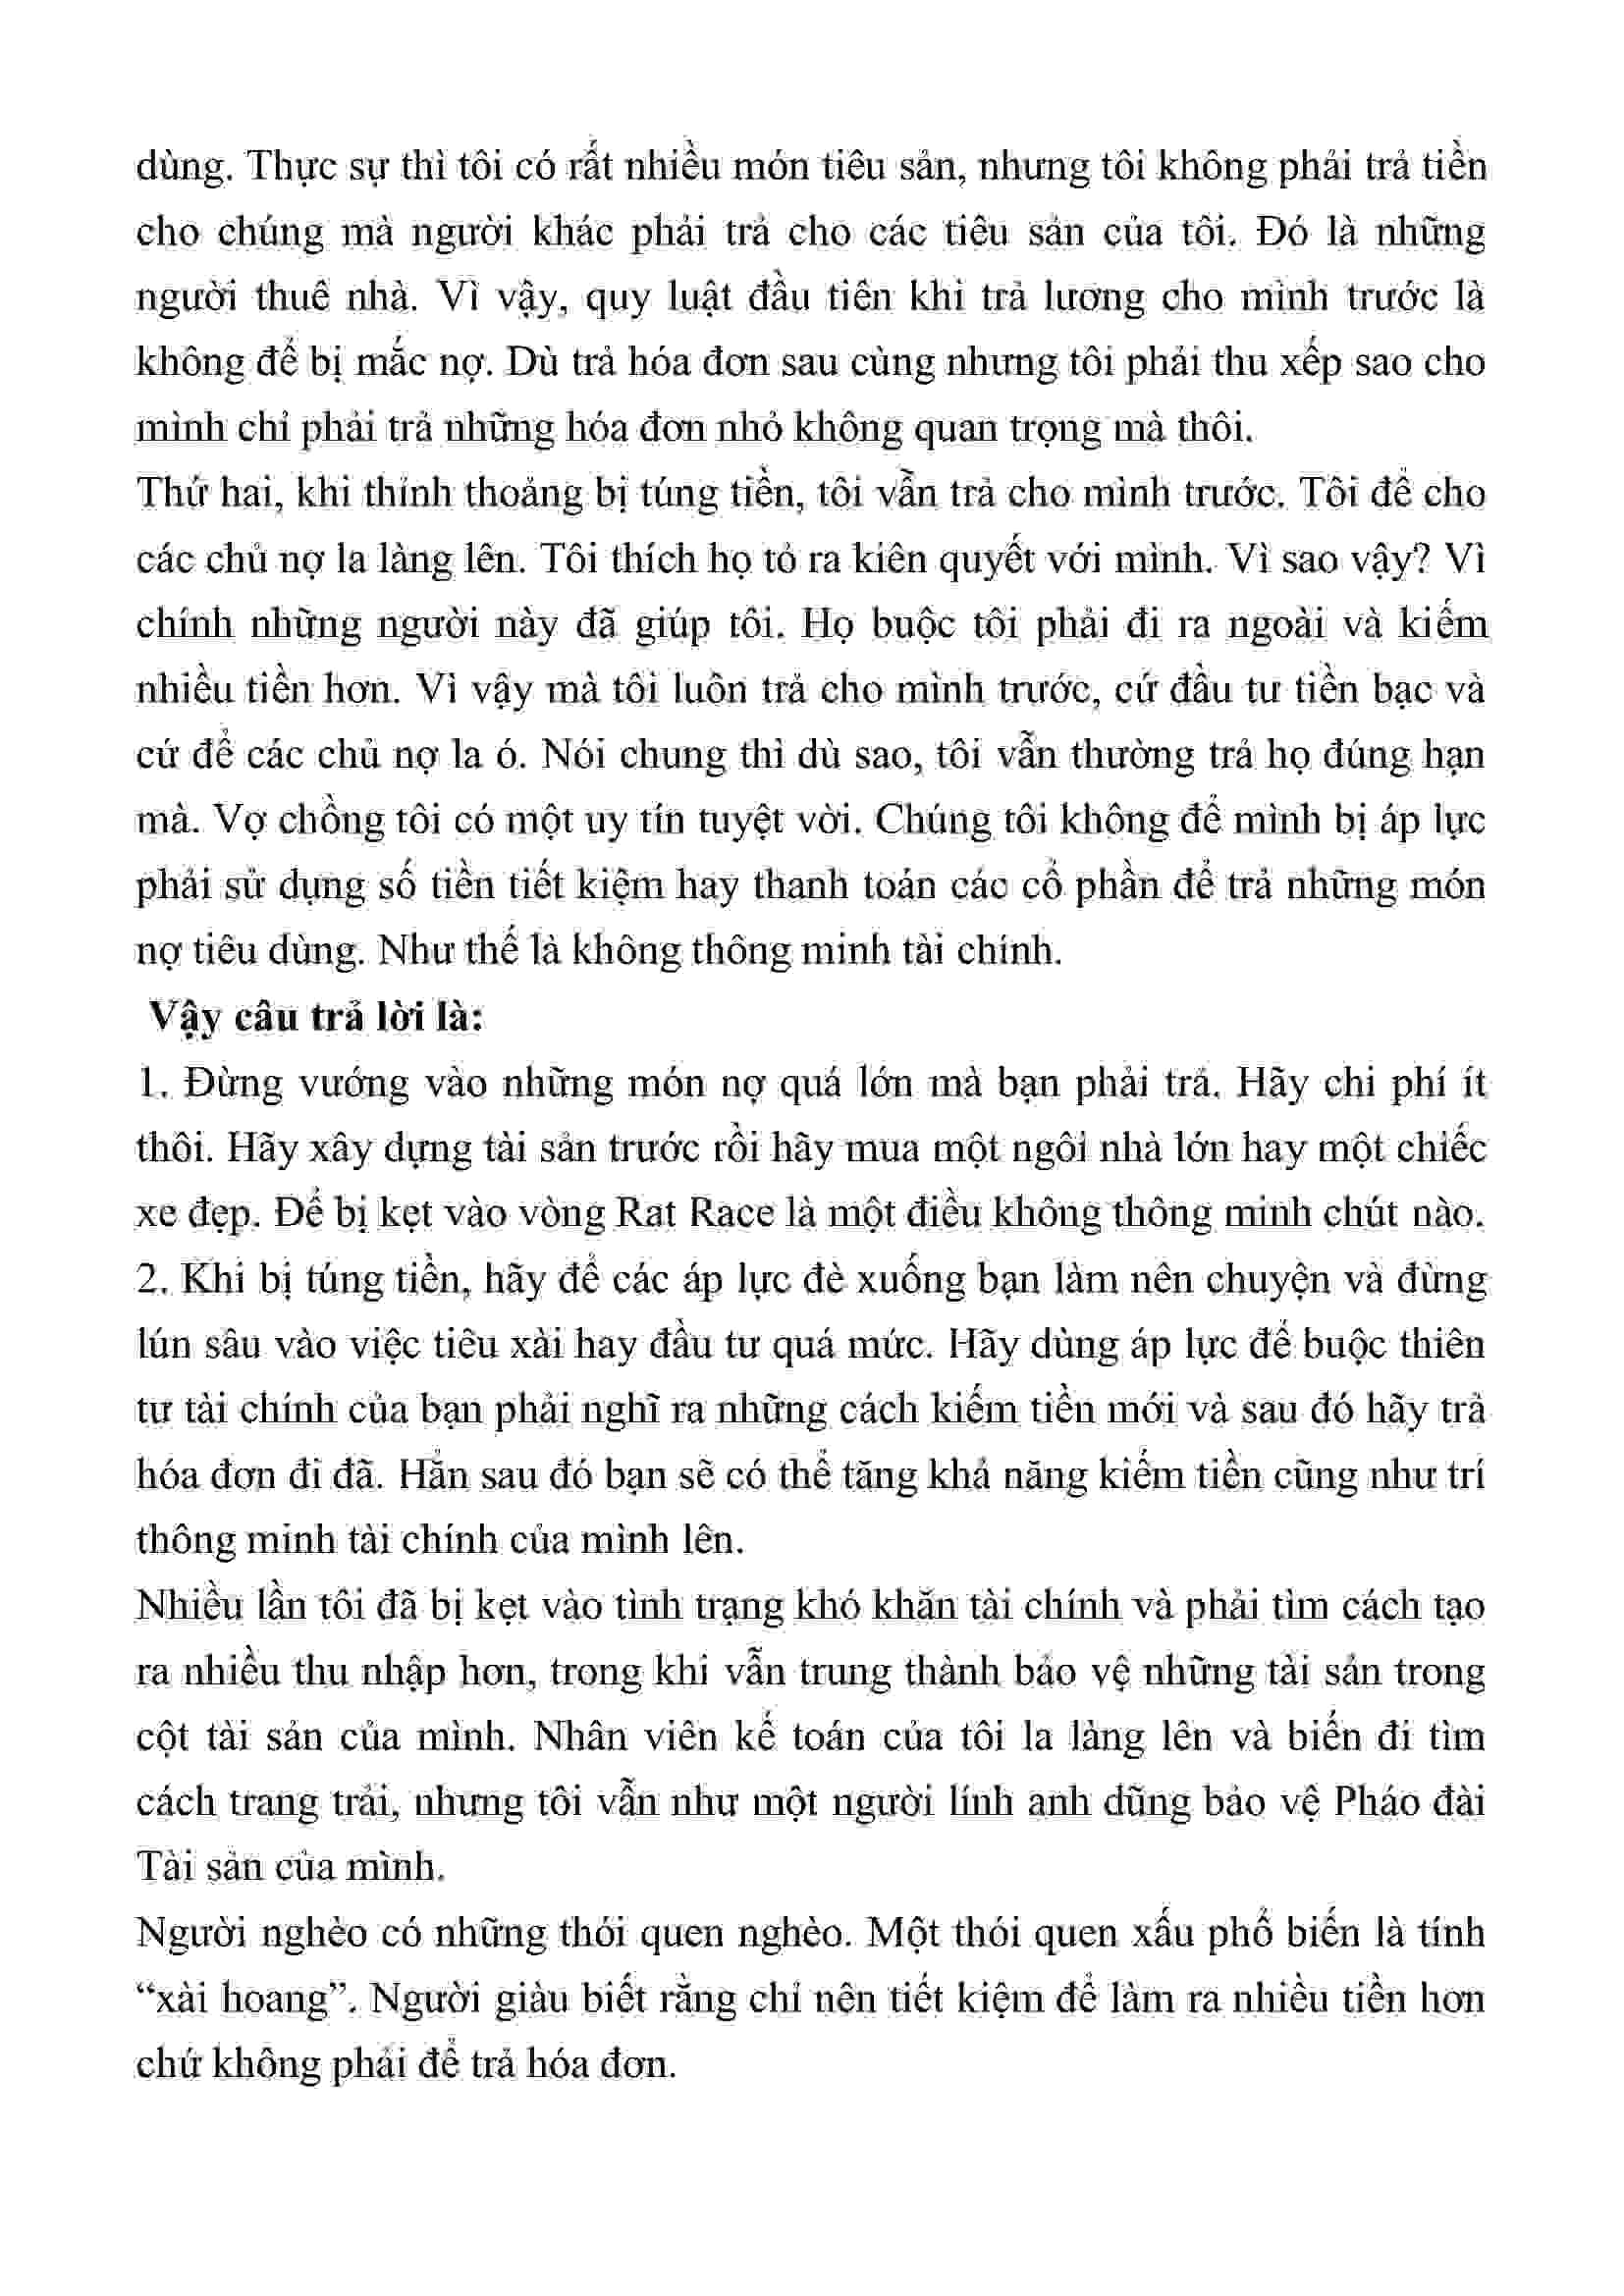 dùng. Thực sự thì tôi có rất nhiều món tiêu sản, nhưng tôi không phải trả tiền
cho chúng mà người khác phải trả cho các tiêu sản của tôi. Đó là những
người thuê nhà. Vì vậy, quy luật đầu tiên khi trả lương cho mình trước là
không để bị mắc nợ. Dù trả hóa đơn sau cùng nhưng tôi phải thu xếp sao cho
mình chỉ phải trả những hóa đơn nhỏ không quan trọng mà thôi.
Thứ hai, khi thỉnh thoảng bị túng tiền, tôi vẫn trả cho mình trước. Tôi để cho
các chủ nợ la làng lên. Tôi thích họ tỏ ra kiên quyết với mình. Vì sao vậy? Vì
chính những người này đã giúp tôi. Họ buộc tôi phải đi ra ngoài và kiếm
nhiều tiền hơn. Vì vậy mà tôi luôn trả cho mình trước, cứ đầu tư tiền bạc và
cứ để các chủ nợ la ó. Nói chung thì dù sao, tôi vẫn thường trả họ đúng hạn
mà. Vợ chồng tôi có một uy tín tuyệt vời. Chúng tôi không để mình bị áp lực
phải sử dụng số tiền tiết kiệm hay thanh toán các cổ phần để trả những món
nợ tiêu dùng. Như thế là không thông minh tài chính.
Vậy câu trả lời là:
1. Đừng vướng vào những món nợ quá lớn mà bạn phải trả. Hãy chi phí ít
thôi. Hãy xây dựng tài sản trước rồi hãy mua một ngôi nhà lớn hay một chiếc
xe đẹp. Để bị kẹt vào vòng Rat Race là một điều không thông minh chút nào.
2. Khi bị túng tiền, hãy để các áp lực đè xuống bạn làm nên chuyện và đừng
lún sâu vào việc tiêu xài hay đầu tư quá mức. Hãy dùng áp lực để buộc thiên
tư tài chính của bạn phải nghĩ ra những cách kiếm tiền mới và sau đó hãy trả
hóa đơn đi đã. Hẳn sau đó bạn sẽ có thể tăng khả năng kiếm tiền cũng như trí
thông minh tài chính của mình lên.
Nhiều lần tôi đã bị kẹt vào tình trạng khó khăn tài chính và phải tìm cách tạo
ra nhiều thu nhập hơn, trong khi vẫn trung thành bảo vệ những tài sản trong
cột tài sản của mình. Nhân viên kế toán của tôi la làng lên và biến đi tìm
cách trang trải, nhưng tôi vẫn như một người lính anh dũng bảo vệ Pháo đài
Tài sản của mình.
Người nghèo có những thói quen nghèo. Một thói quen xấu phổ biến là tính
“xài hoang”. Người giàu biết rằng chỉ nên tiết kiệm để làm ra nhiều tiền hơn
chứ không phải để trả hóa đơn.